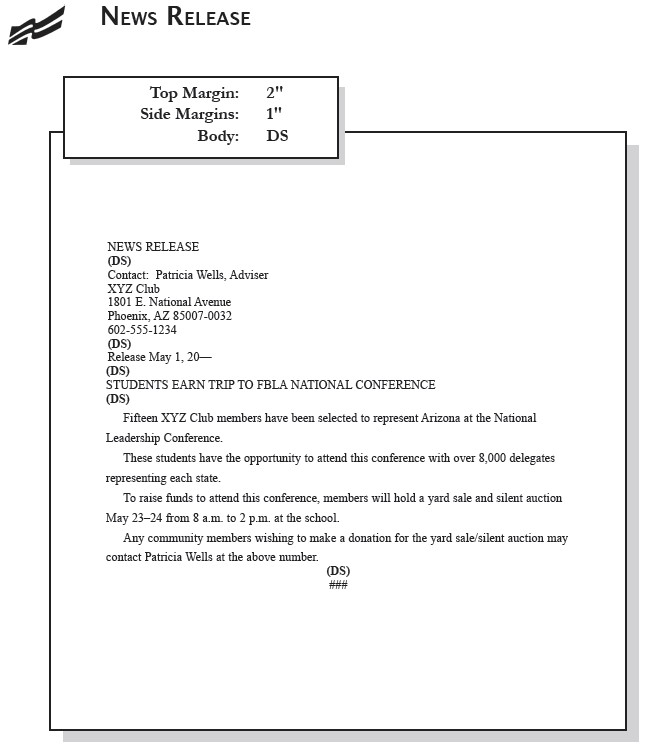 NEWS RELEASE
Top Margin: 2"
Side Margins: 1"
Body: DS
NEWS RELEASE
(DS)
Contact: Patricia Wells, Adviser
XYZ Club
1801 E. National Avenue
Phoenix, AZ 85007-0032
602-555-1234
(DS)
Release May 1, 20—
(DS)
STUDENTS EARN TRIP TO FBLA NATIONAL CONFERENCE
(DS)
Fifteen XYZ Club members have been selected to represent Arizona at the National
Leadership Conference.
These students have the opportunity to attend this conference with over 8,000 delegates
representing each state.
To raise funds to attend this conference, members will hold a yard sale and silent auction
May 23–24 from 8 a.m. to 2 p.m. at the school.
Any community members wishing to make a donation for the yard sale/silent auction may
contact Patricia Wells at the above number.
(DS)
###